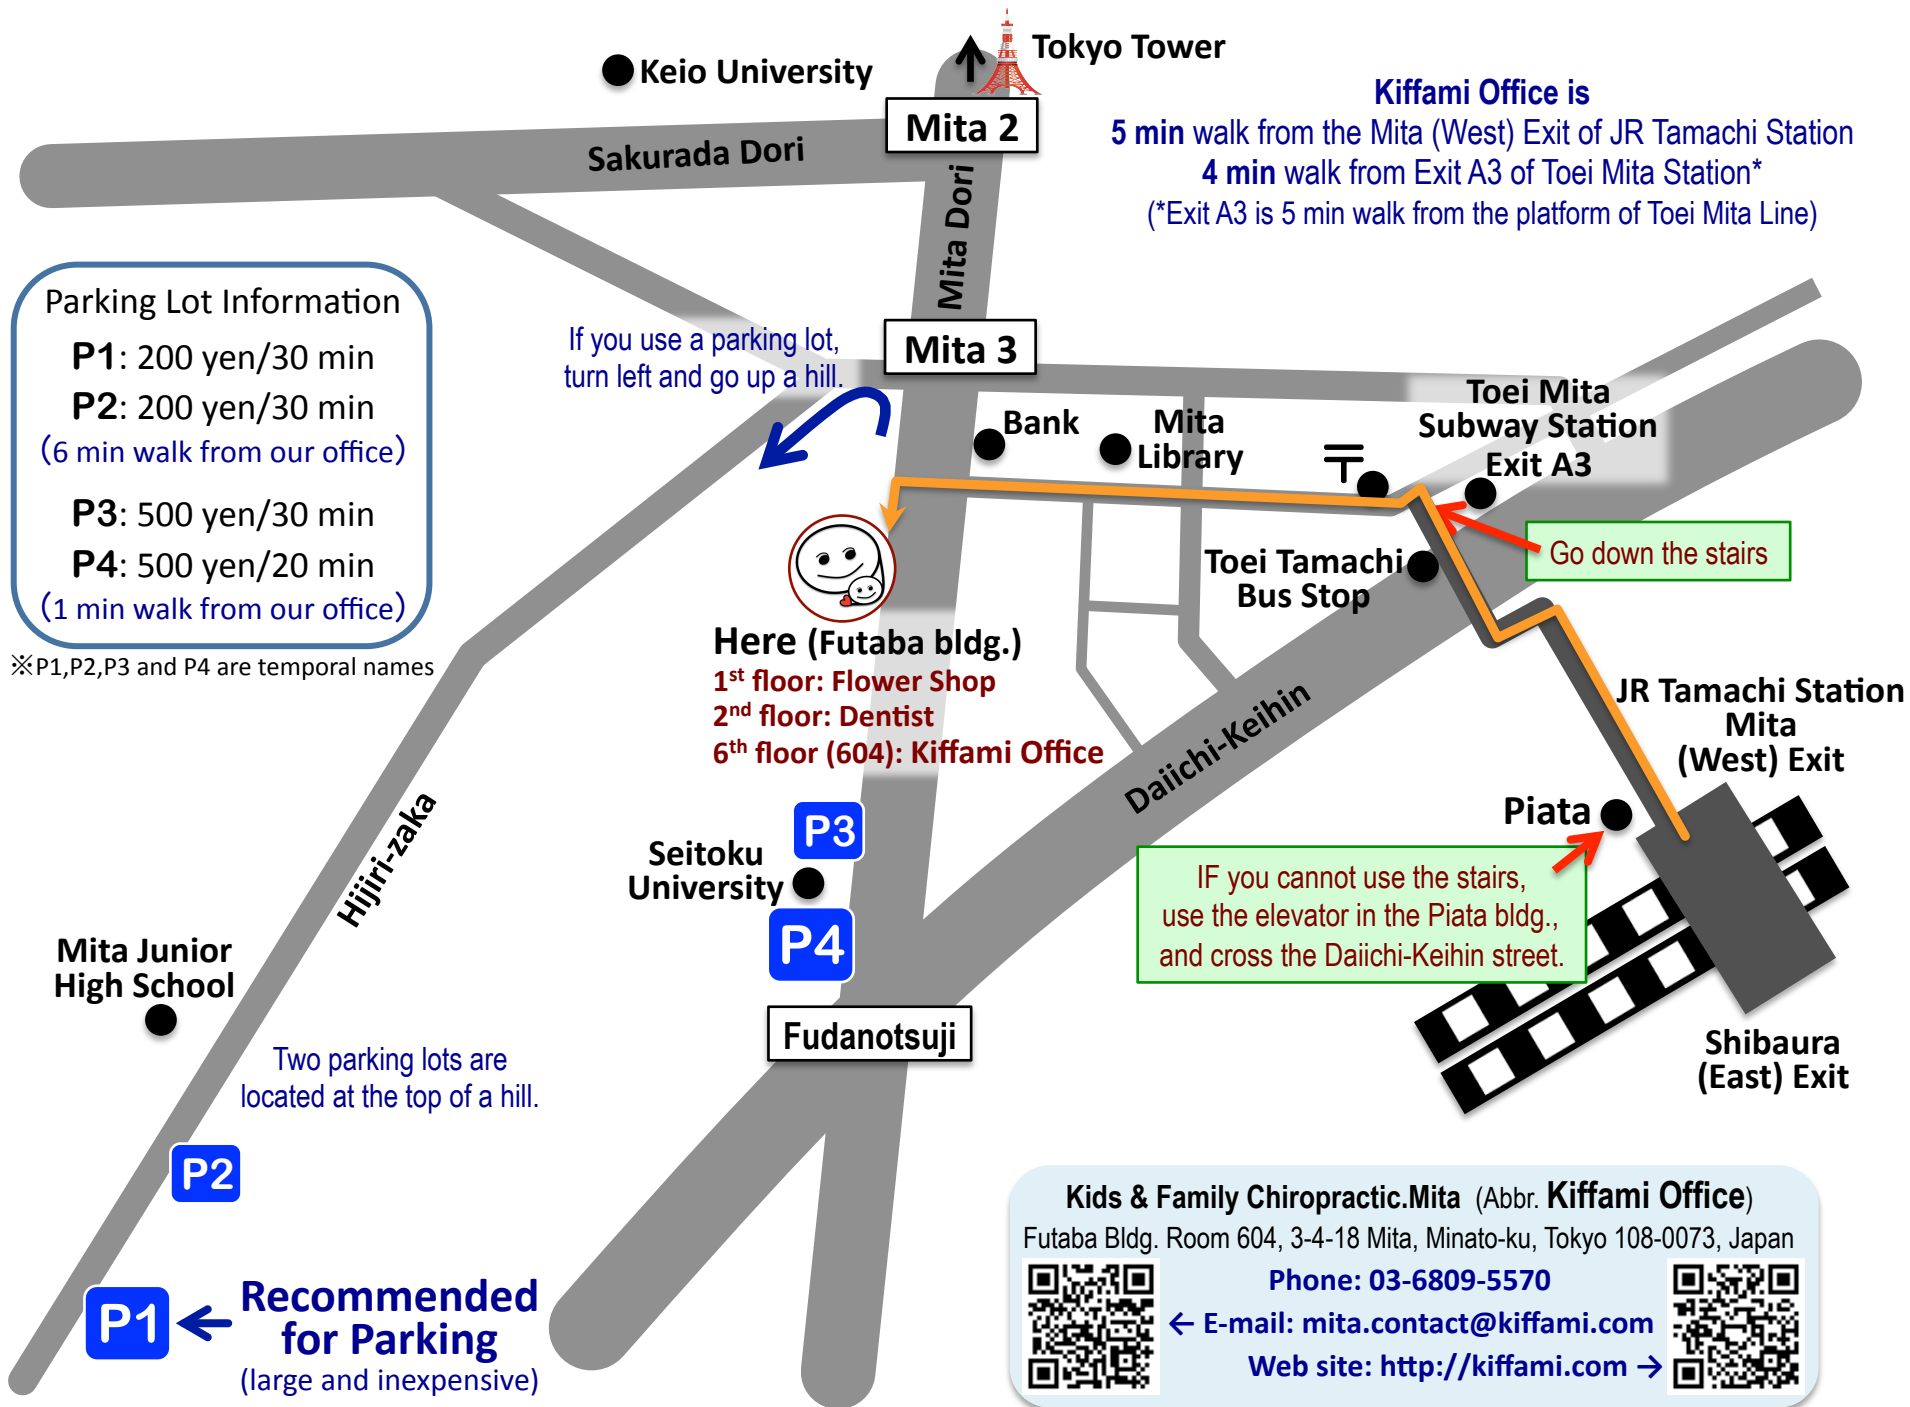 Tokyo Tower
Keio University
Kiffami Office is
5 min walk from the Mita (West) Exit of JR Tamachi Station
4 min walk from Exit A3 of Toei Mita Station*
(*Exit A3 is 5 min walk from the platform of Toei Mita Line)
Mita 2
Sakurada Dori
Mita Dori
Parking Lot Information
P1: 200 yen/30 min
P2: 200 yen/30 min
(6 min walk from our office)
P3: 500 yen/30 min
P4: 500 yen/20 min
(1 min walk from our office)
※P1,P2,P3 and P4 are temporal names
If you use a parking lot,
turn left and go up a hill.
Mita 3
Bank
Mita
Library
〒
Toei Mita
Subway Station
Exit A3
Go down the stairs
Toei Tamachi
Bus Stop
Here (Futaba bldg.)
1st floor: Flower Shop
2nd floor: Dentist
6th floor (604): Kiffami Office
Daiichi-Keihin
JR Tamachi Station
Mita
(West) Exit
Piata
IF you cannot use the stairs,
use the elevator in the Piata bldg.,
and cross the Daiichi-Keihin street.
Shibaura
(East) Exit
Hijiri-zaka
P3
Seitoku
University
P4
Fudanotsuji
Mita Junior
High School
Two parking lots are
located at the top of a hill.
P2
P1
Recommended
for Parking
(large and inexpensive)
Kids & Family Chiropractic.Mita (Abbr. Kiffami Office)
Futaba Bldg. Room 604, 3-4-18 Mita, Minato-ku, Tokyo 108-0073, Japan
Phone: 03-6809-5570
← E-mail: mita.contact@kiffami.com
Web site: http://kiffami.com →